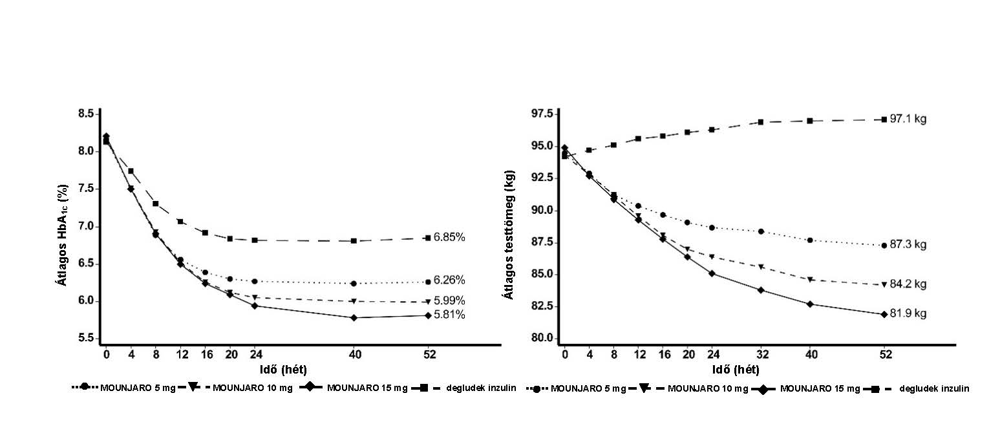 Átlagos HbA1c (%)
8.5
8.0
7.5
7.0
6.5
6.0
5.5
6.85%
6.26%
5.99%
5.81%
0 4 8 12 16 20 24 40 52
Idő (hét)
MOUNJARO 5 mg MOUNJARO 10 mg MOUNJARO 15 mg degludek inzulin
Átlagos testtömeg (kg)
97.5
95.0
92.5
90.0
87.5
85.0
82.5
80.0
97.1 kg
87.3 kg
84.2 kg
81.9 kg
0 4 8 12 16 20 24 32 40 52
Idő (hét)
MOUNJARO 5 mg MOUNJARO 10 mg MOUNJARO 15 mg degludek inzulin